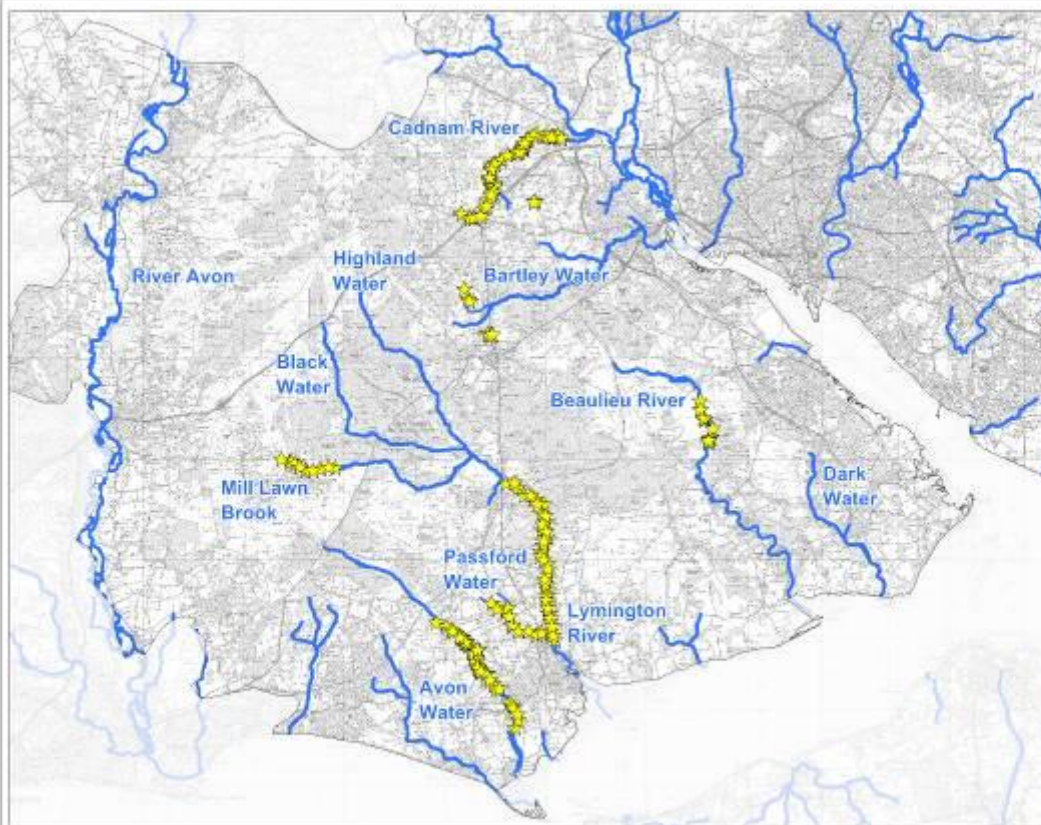 Cadnam River
Highland
Water
River Avon
Bartley Water
Black
Water
Beaulieu River
Mill Lawn
Brook
Dark
Water
Passford
Water
Lymington
River
Avon
Water